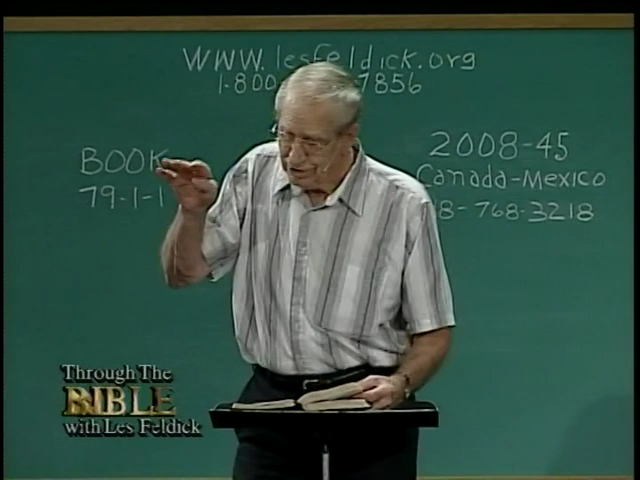 WWW.lesfeldick.org
1-800 7856
BOOK
79-1-1
2008-45
Canada-Mexico
8-768-3218
Through The
BIBLE
with Les Feldick